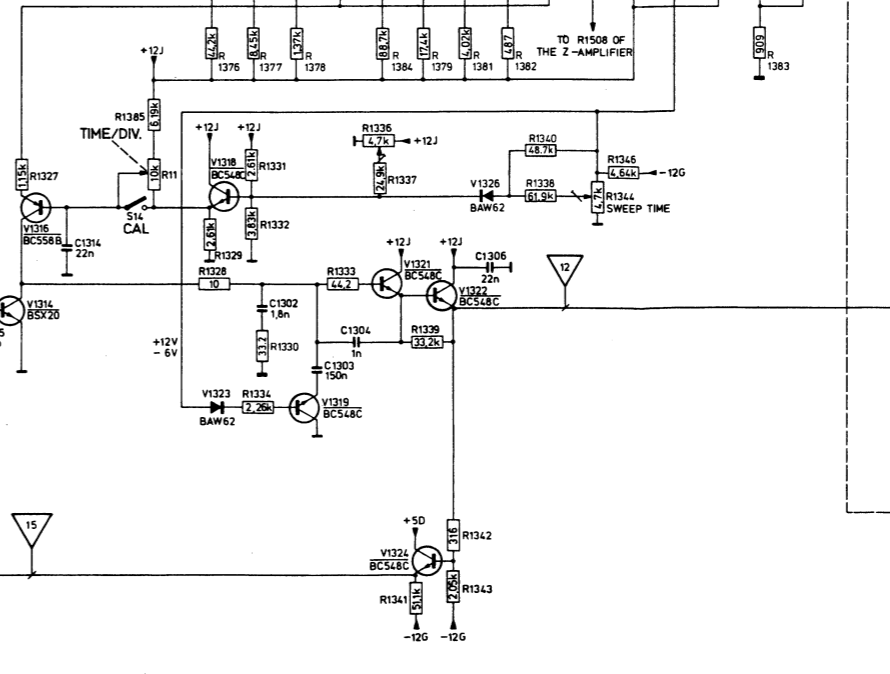 TO R1508 OF
THE Z-AMPLIFIER
44,2k
R
1376
8,45k
R
1377
1,37k
R
1378
88,7k
R
1384
17,4k
R
1379
4,02k
R
1381
487
R
1382
909
R
1383
+12J
R1385
6,19k
TIME/DIV.
10k
R11
S14
CAL
1,15k
R1327
V1316
BC558B
C1314
22n
+12J
+12J
V1318
BC548C
2,61k
R1331
3,83k
R1332
2,61k
R1329
R1336
4,7k
+12J
24,9k
R1337
V1326
BAW62
R1340
48.7k
R1338
61,9k
R1346
4,64k
-12G
4,7k
R1344
SWEEP TIME
V1314
BSX20
R1328
10
R1333
44,2
+12J
V1321
BC548C
+12J
V1322
BC548C
C1306
22n
12
C1302
1,8n
33,2
R1330
C1304
1n
R1339
33,2k
C1303
150n
+12V
- 6V
V1323
BAW62
R1334
2,26k
V1319
BC548C
15
+5D
V1324
BC548C
316
R1342
2,05k
R1343
R1341
51,1k
-12G
-12G